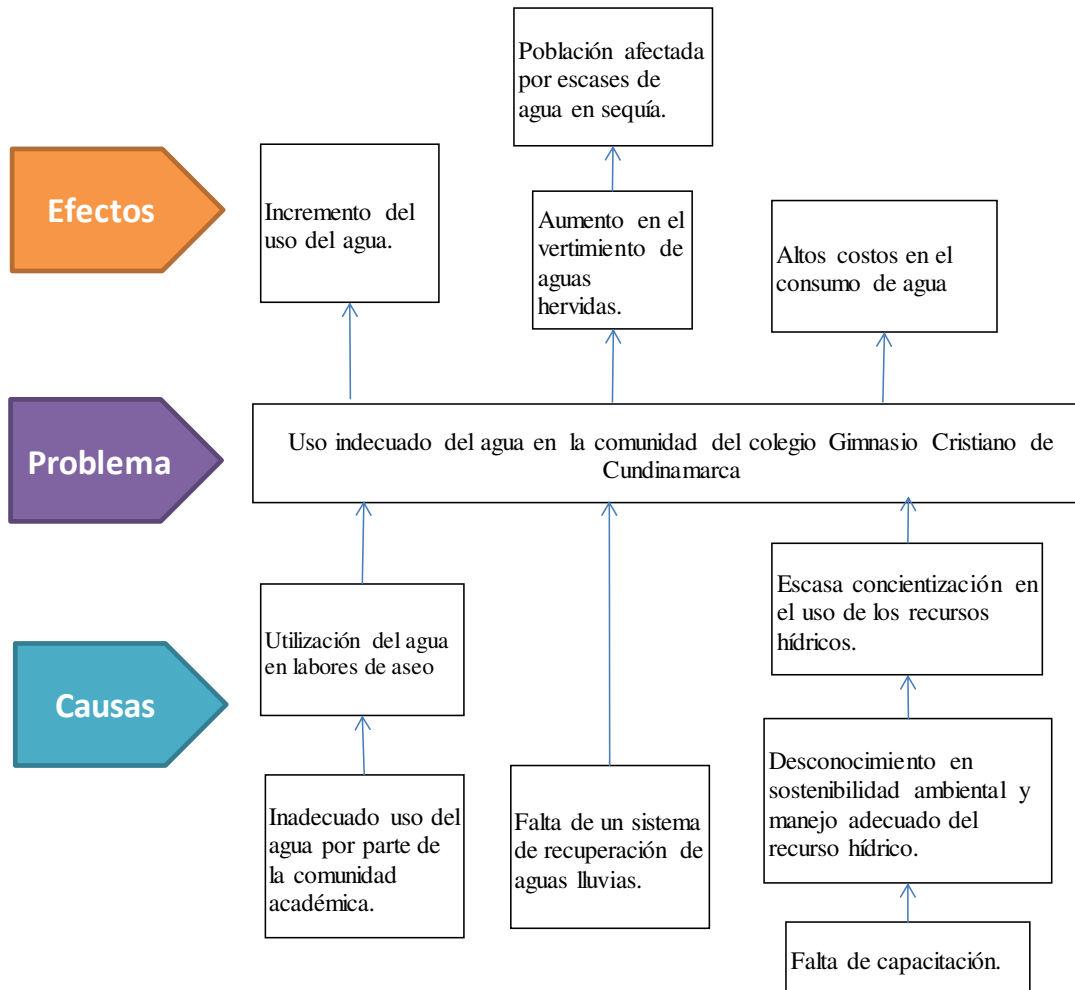 Población afectada
por escases de
agua en sequía.
Efectos
Incremento del
uso del agua.
Aumento en el
vertimiento de
aguas
hervidas.
Altos costos en el
consumo de agua
Problema
Uso indecuado del agua en la comunidad del colegio Gimnasio Cristiano de
Cundinamarca
Causas
Utilización del agua
en labores de aseo
Escasa concientización en
el uso de los recursos
hídricos.
Inadecuado uso del
agua por parte de
la comunidad
académica.
Falta de un sistema
de recuperación de
aguas lluvias.
Desconocimiento en
sostenibilidad ambiental y
manejo adecuado del
recurso hídrico.
Falta de capacitación.